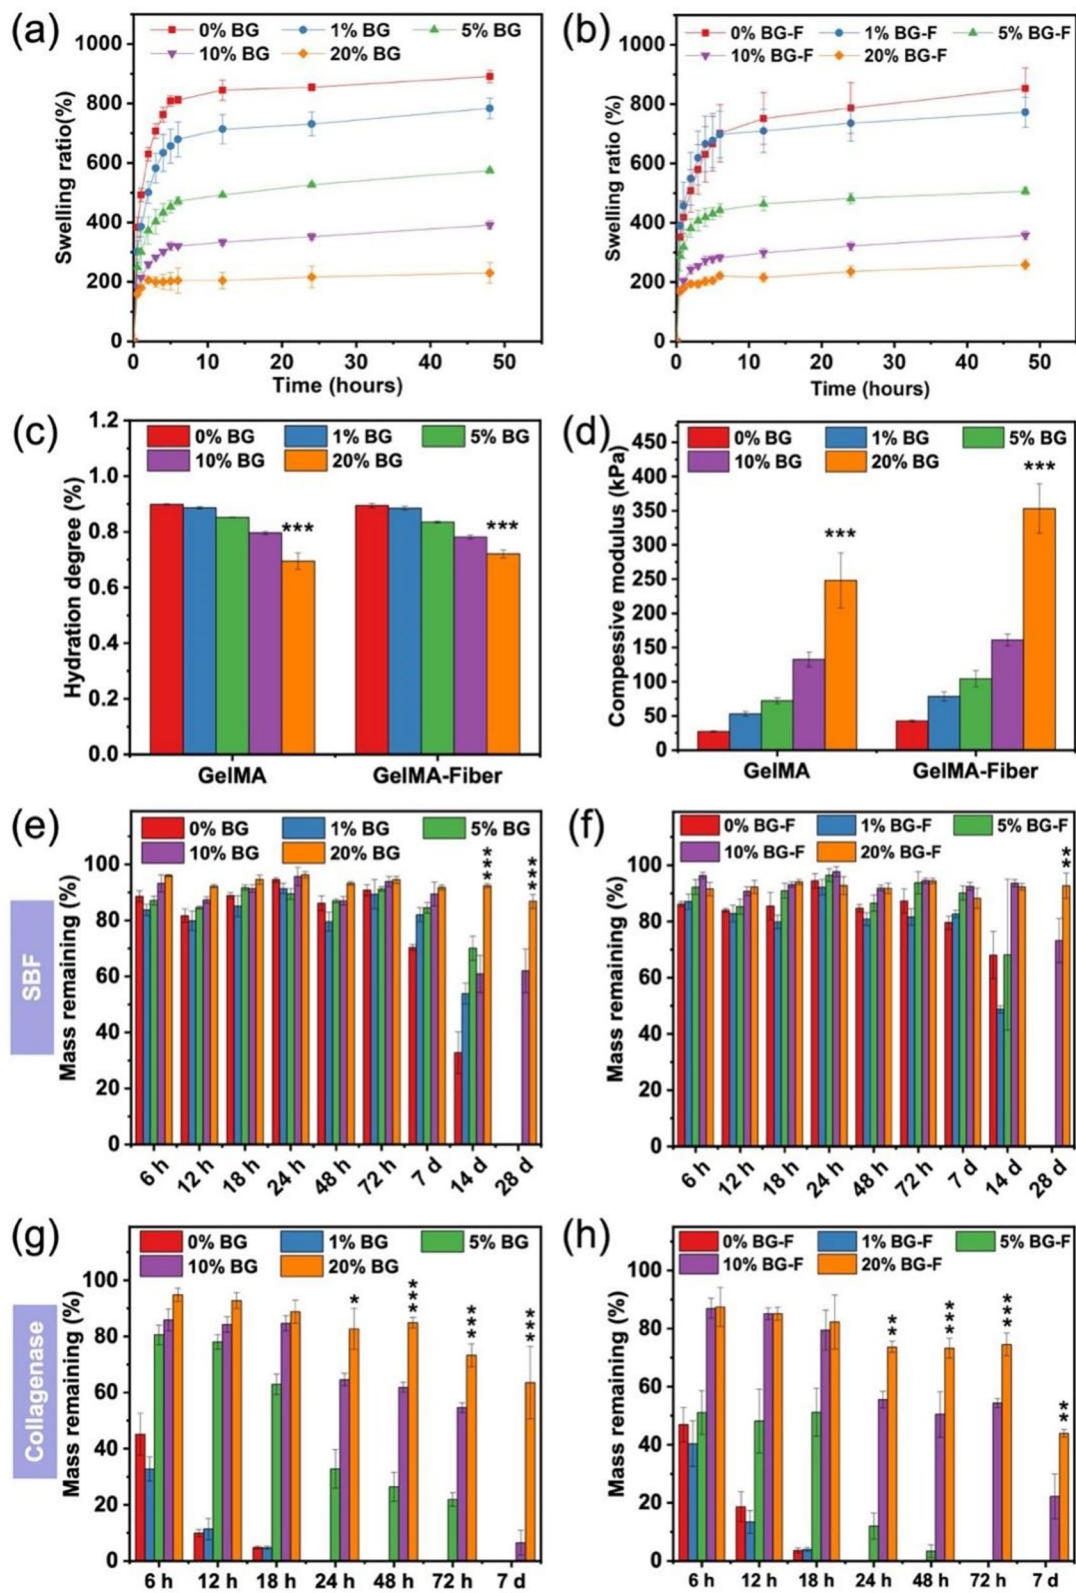 (a)
0% BG 1% BG 5% BG
10% BG 20% BG
Swelling ratio(%)
1000
800
600
400
200
0
0 10 20 30 40 50
Time (hours)
(b)
0% BG-F 1% BG-F 5% BG-F
10% BG-F 20% BG-F
Swelling ratio (%)
1000
800
600
400
200
0
0 10 20 30 40 50
Time (hours)
(c)
0% BG 1% BG 5% BG
10% BG 20% BG
Hydration degree (%)
1.2
1.0
0.8
0.6
0.4
0.2
0.0
*** ***
GelMA GelMA-Fiber
(d)
0% BG 1% BG 5% BG
10% BG 20% BG
Compessive modulus (kPa)
450
400
350
300
250
200
150
100
50
0
*** ***
GelMA GelMA-Fiber
SBF
(e)
0% BG 1% BG 5% BG
10% BG 20% BG
Mass remaining (%)
100
80
60
40
20
0
*** ***
6 h 12 h 18 h 24 h 48 h 72 h 7 d 14 d 28 d
(f)
0% BG-F 1% BG-F 5% BG-F
10% BG-F 20% BG-F
Mass remaining (%)
100
80
60
40
20
0
**
6 h 12 h 18 h 24 h 48 h 72 h 7 d 14 d 28 d
Collagenase
(g)
0% BG 1% BG 5% BG
10% BG 20% BG
Mass remaining (%)
100
80
60
40
20
0
* *** *** ***
6 h 12 h 18 h 24 h 48 h 72 h 7 d
(h)
0% BG-F 1% BG-F 5% BG-F
10% BG-F 20% BG-F
Mass remaining (%)
100
80
60
40
20
0
** *** *** **
6 h 12 h 18 h 24 h 48 h 72 h 7 d